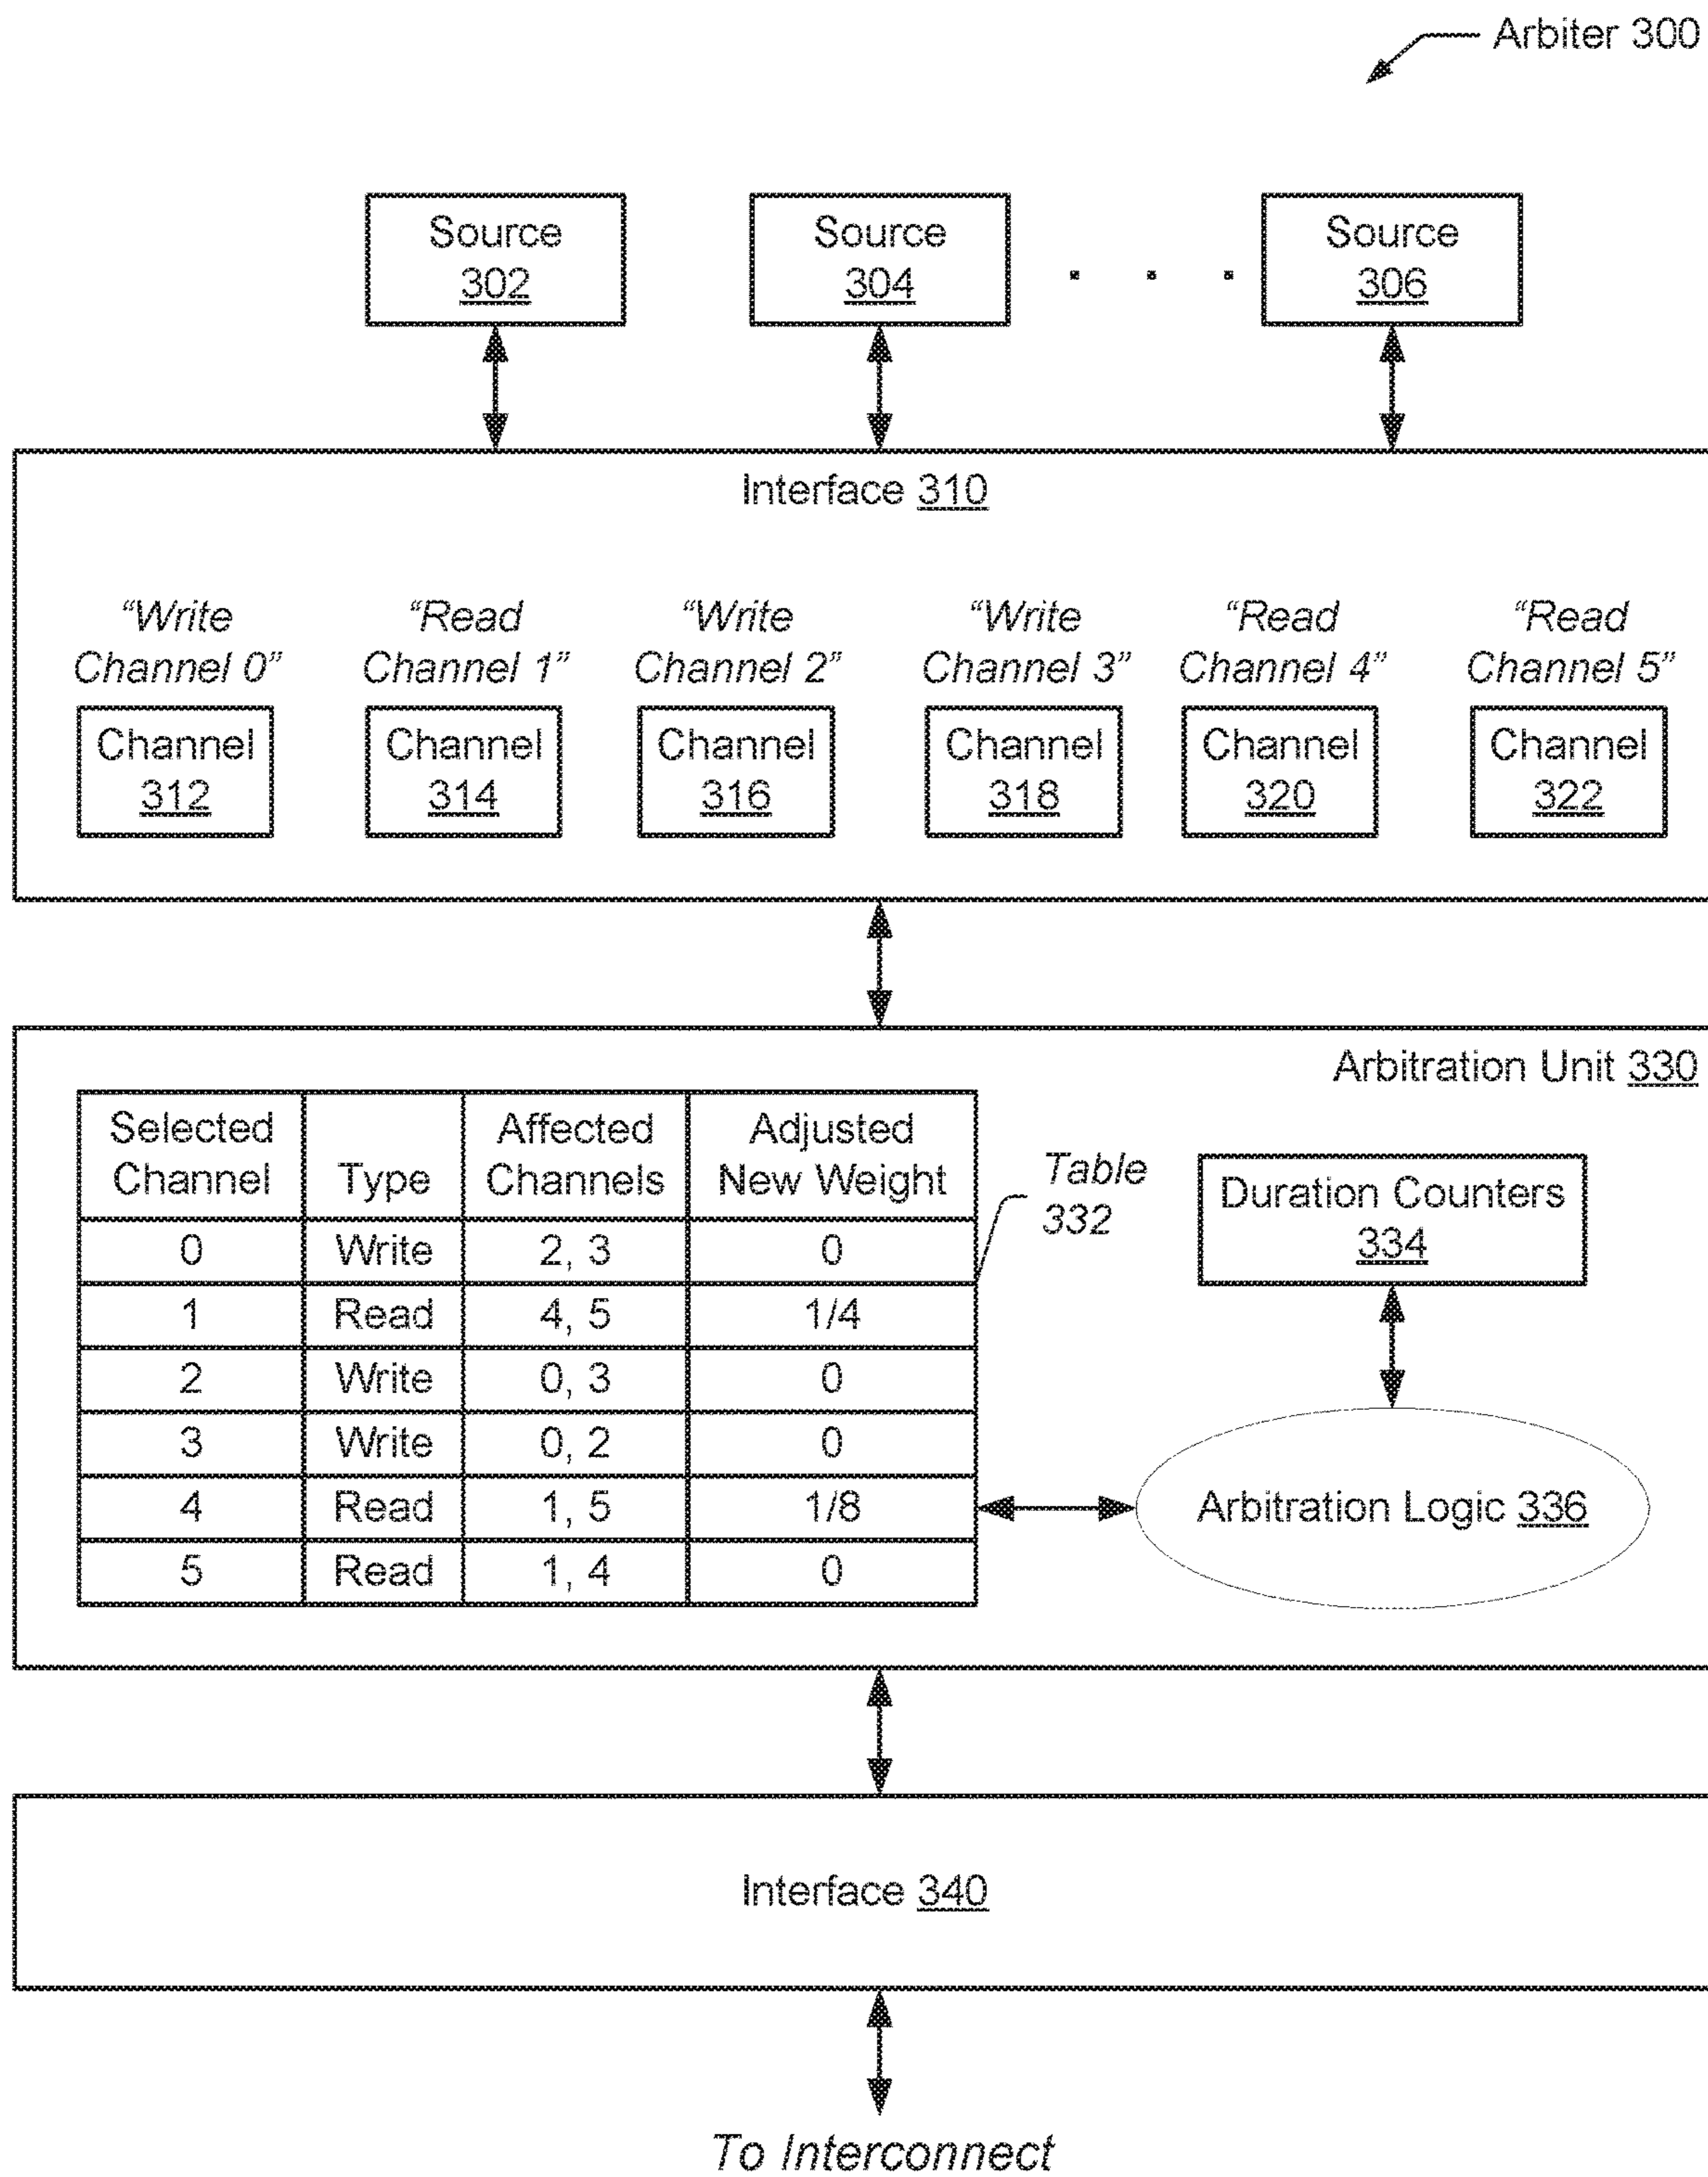 Arbiter 300
Source 302
Source 304
. . .
Source 306
Interface 310
“Write Channel 0”
“Read Channel 1”
“Write Channel 2”
“Write Channel 3”
“Read Channel 4”
“Read Channel 5”
Channel 312
Channel 314
Channel 316
Channel 318
Channel 320
Channel 322
Arbitration Unit 330
Selected Channel Type Affected Channels Adjusted New Weight
0 Write 2, 3 0
1 Read 4, 5 1/4
2 Write 0, 3 0
3 Write 0, 2 0
4 Read 1, 5 1/8
5 Read 1, 4 0
Table 332
Duration Counters 334
Arbitration Logic 336
Interface 340
To Interconnect